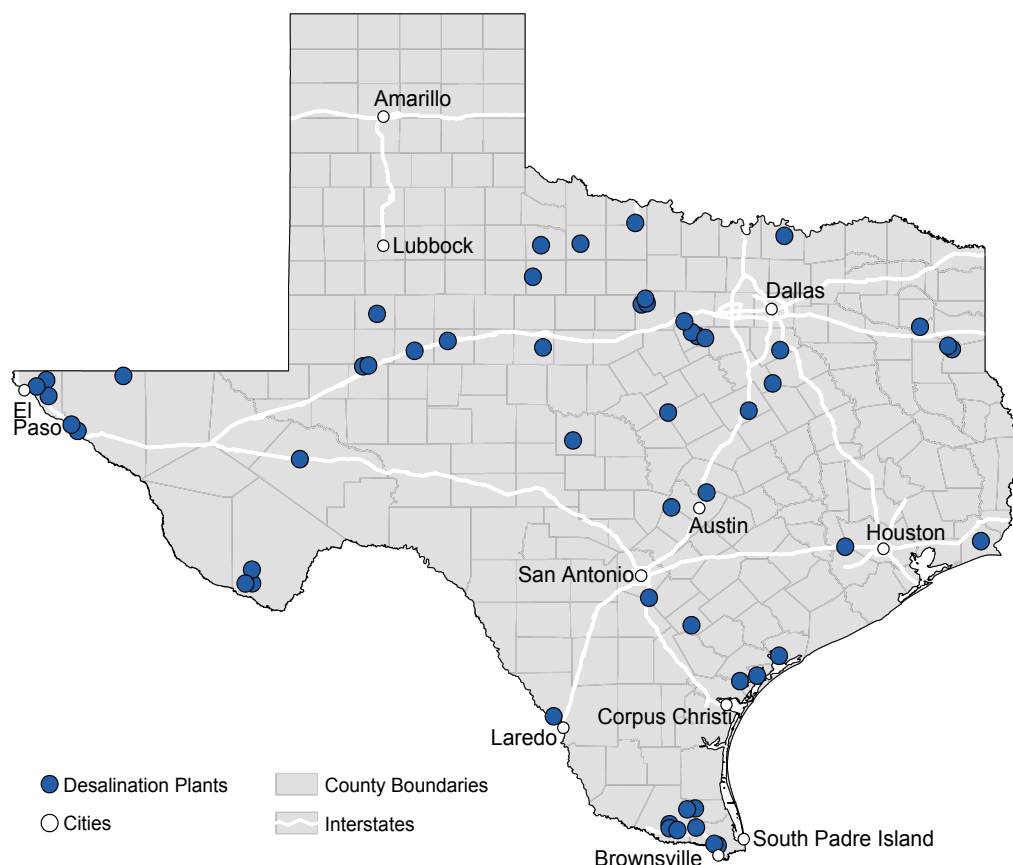 Amarillo
Lubbock
Dallas
El
Paso
Austin
Houston
San Antonio
Corpus Christi
Laredo
Desalination Plants
County Boundaries
Cities
Interstates
South Padre Island
Brownsville